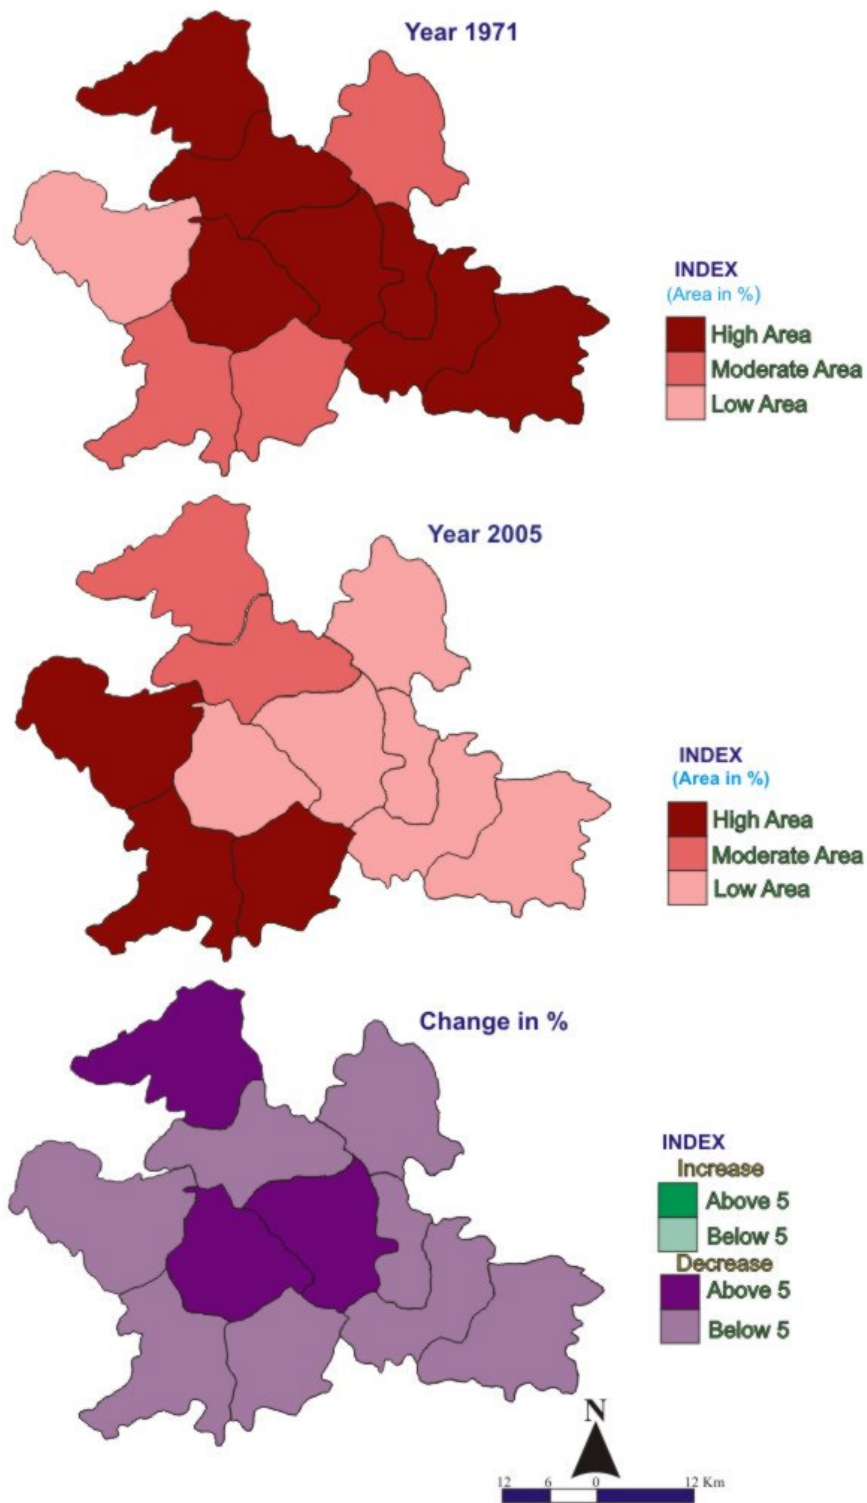 Year 1971
INDEX
(Area in %)
High Area
Moderate Area
Low Area
Year 2005
INDEX
(Area in %)
High Area
Moderate Area
Low Area
Change in %
INDEX
Increase
Above 5
Below 5
Decrease
Above 5
Below 5
N
12 6 0 12 Km